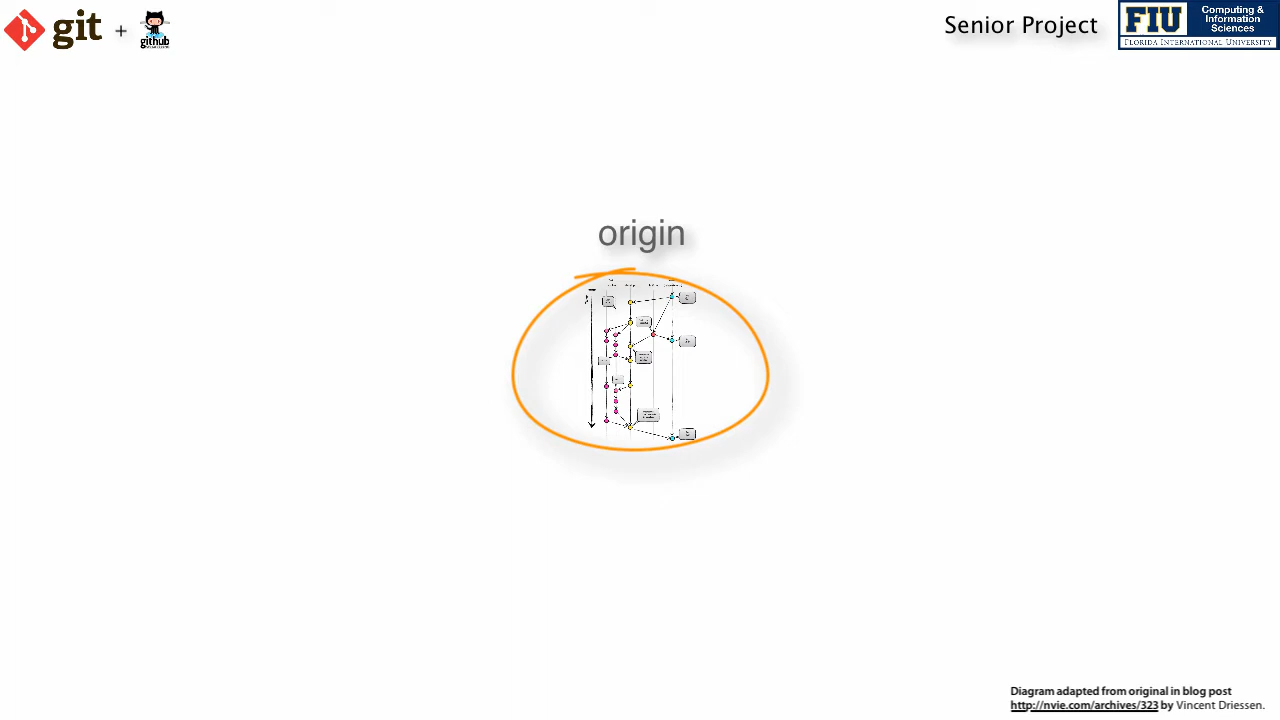 git + github
Senior Project
FIU Computing &
Information
Sciences
FLORIDA INTERNATIONAL UNIVERSITY
origin
Diagram adapted from original in blog post
http://nvie.com/archives/323 by Vincent Driessen.